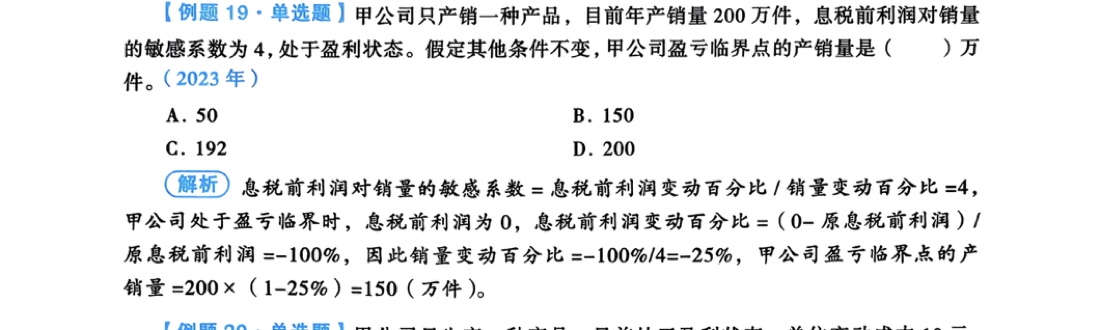 【例题 19·单选题】甲公司只产销一种产品，目前年产销量 200 万件，息税前利润对销量
的敏感系数为 4，处于盈利状态。假定其他条件不变，甲公司盈亏临界点的产销量是（　　）万
件。（2023 年）
A. 50　　B. 150
C. 192　　D. 200
解析 息税前利润对销量的敏感系数 = 息税前利润变动百分比 / 销量变动百分比 =4，
甲公司处于盈亏临界时，息税前利润为 0，息税前利润变动百分比 =（0- 原息税前利润）/
原息税前利润 =-100%，因此销量变动百分比 =-100%/4=-25%，甲公司盈亏临界点的产
销量 =200×（1-25%）=150（万件）。